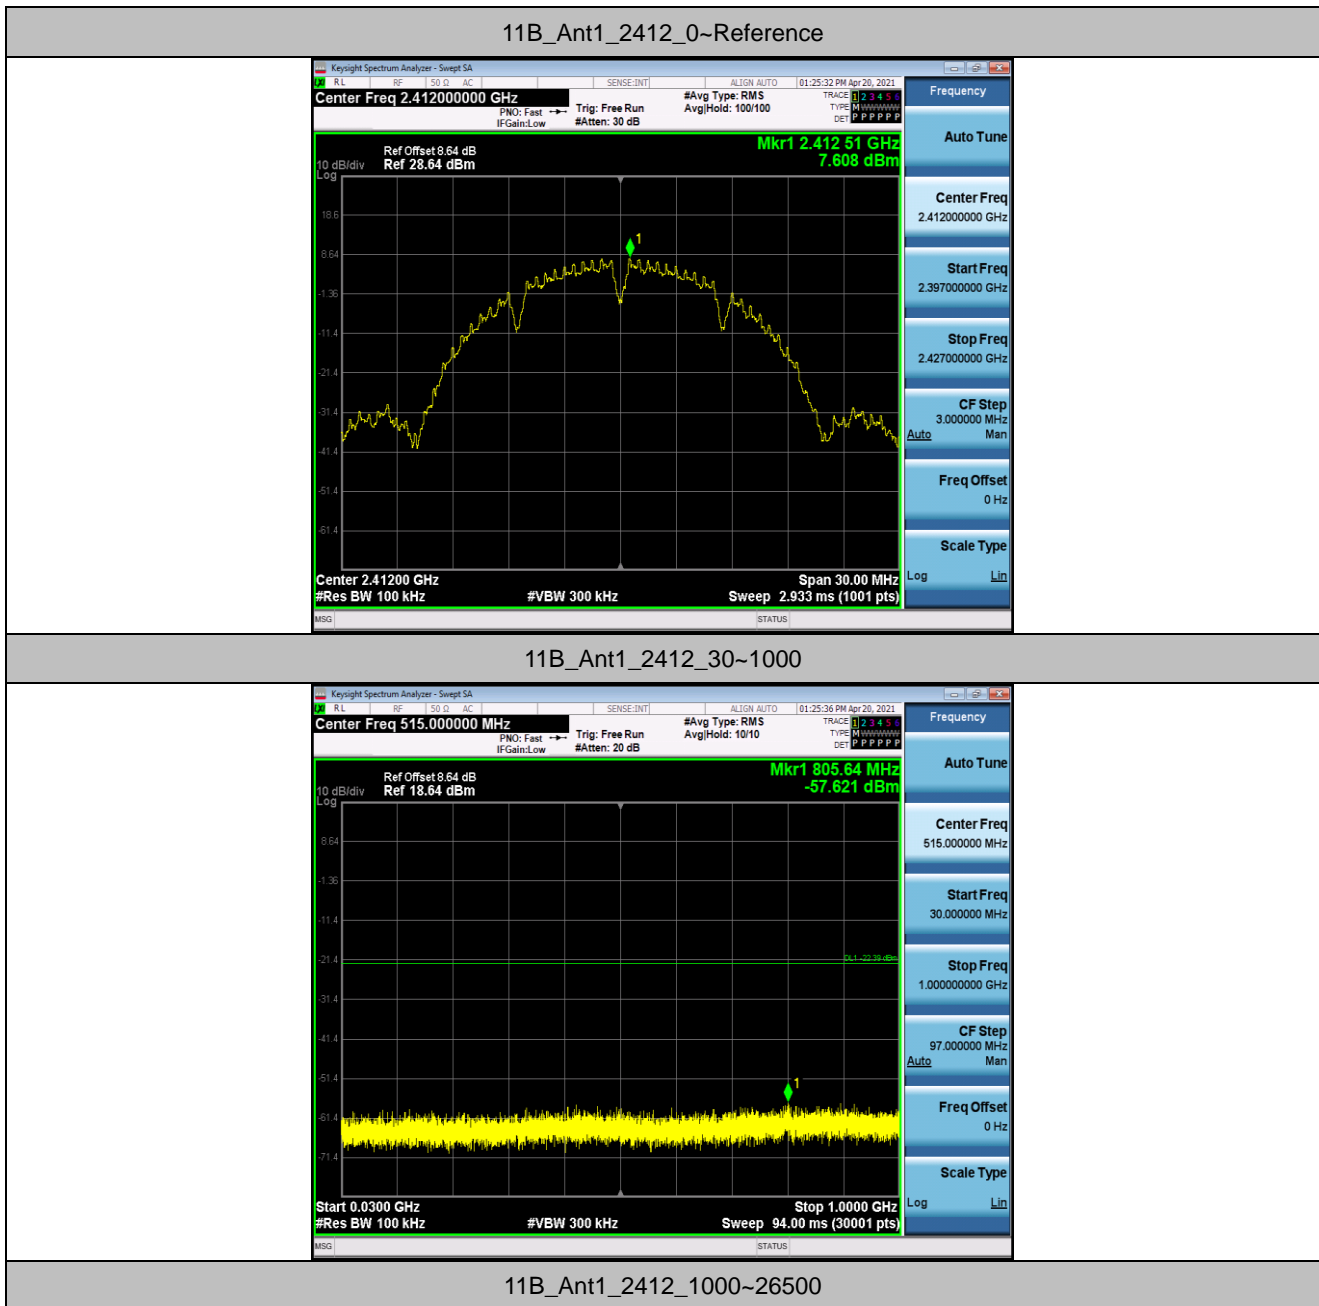 11B_Ant1_2412_0~Reference
Keysight Spectrum Analyzer - Swept SA
RL RF 50 Ω AC SENSE:INT ALIGN AUTO 01:25:32 PM Apr 20, 2021
Center Freq 2.412000000 GHz
PNO: Fast
IFGain:Low
Trig: Free Run
#Atten: 30 dB
#Avg Type: RMS
Avg|Hold: 100/100
TRACE 1 2 3 4 5 6
TYPE M W W W W W
DET P P P P P P
Mkr1 2.412 51 GHz
7.608 dBm
Ref Offset 8.64 dB
10 dB/div Ref 28.64 dBm
Log
18.6
8.64
-1.36
-11.4
-21.4
-31.4
-41.4
-51.4
-61.4
1
Center 2.41200 GHz Span 30.00 MHz
#Res BW 100 kHz #VBW 300 kHz Sweep 2.933 ms (1001 pts)
MSG STATUS
Frequency
Auto Tune
Center Freq
2.412000000 GHz
Start Freq
2.397000000 GHz
Stop Freq
2.427000000 GHz
CF Step
3.000000 MHz
Auto Man
Freq Offset
0 Hz
Scale Type
Log Lin
11B_Ant1_2412_30~1000
Keysight Spectrum Analyzer - Swept SA
RL RF 50 Ω AC SENSE:INT ALIGN AUTO 01:25:36 PM Apr 20, 2021
Center Freq 515.000000 MHz
PNO: Fast
IFGain:Low
Trig: Free Run
#Atten: 20 dB
#Avg Type: RMS
Avg|Hold: 10/10
TRACE 1 2 3 4 5 6
TYPE M W W W W W
DET P P P P P P
Mkr1 805.64 MHz
-57.621 dBm
Ref Offset 8.64 dB
10 dB/div Ref 18.64 dBm
Log
8.64
-1.36
-11.4
-21.4
-31.4
-41.4
-51.4
-61.4
-71.4
DL1 -22.39 dBm
1
Start 0.0300 GHz Stop 1.0000 GHz
#Res BW 100 kHz #VBW 300 kHz Sweep 94.00 ms (30001 pts)
MSG STATUS
Frequency
Auto Tune
Center Freq
515.000000 MHz
Start Freq
30.000000 MHz
Stop Freq
1.000000000 GHz
CF Step
97.000000 MHz
Auto Man
Freq Offset
0 Hz
Scale Type
Log Lin
11B_Ant1_2412_1000~26500